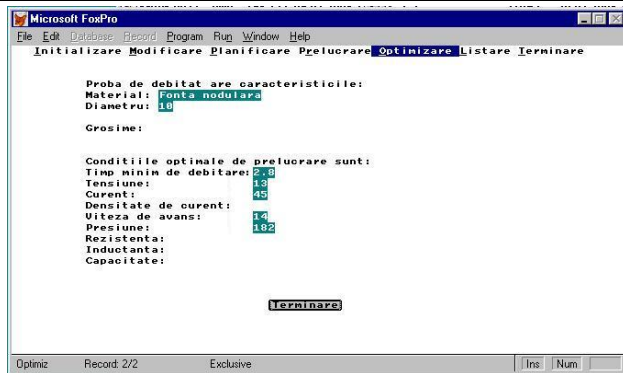 Microsoft FoxPro
File Edit Database Record Program Run Window Help
Initializare Modificare Planificare Prelucrare Optimizare Listare Terminare
Proba de debitat are caracteristicile:
Material: Fonta nodulara
Diametru: 10
Grosime:
Conditiile optimale de prelucrare sunt:
Timp minim de debitare: 2.8
Tensiune: 13
Curent: 45
Densitate de curent:
Viteza de avans: 14
Presiune: 182
Rezistenta:
Inductanta:
Capacitate:
Terminare
Optimiz Record: 2/2 Exclusive Ins Num